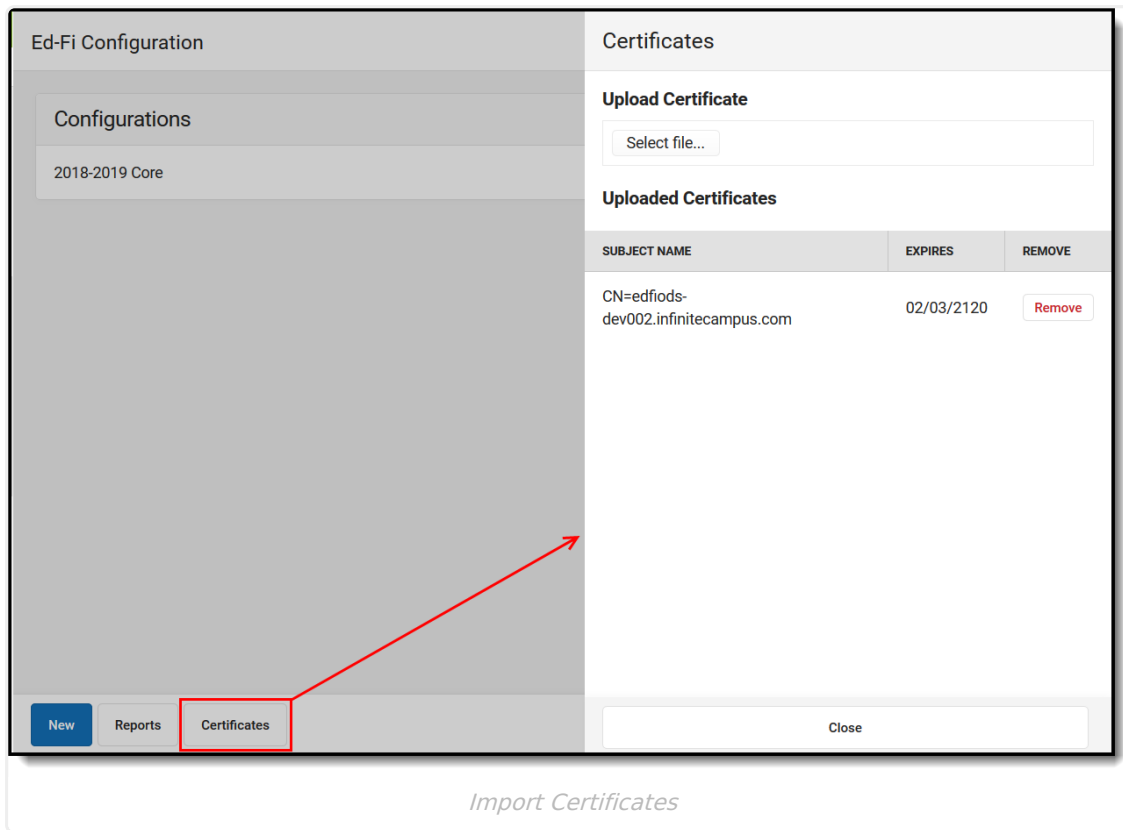 Ed-Fi Configuration
Configurations
2018-2019 Core
New
Reports
Certificates
Certificates
Upload Certificate
Select file...
Uploaded Certificates
SUBJECT NAME
EXPIRES
REMOVE
CN=edfiods-
dev002.infinitecampus.com
02/03/2120
Remove
Close
Import Certificates